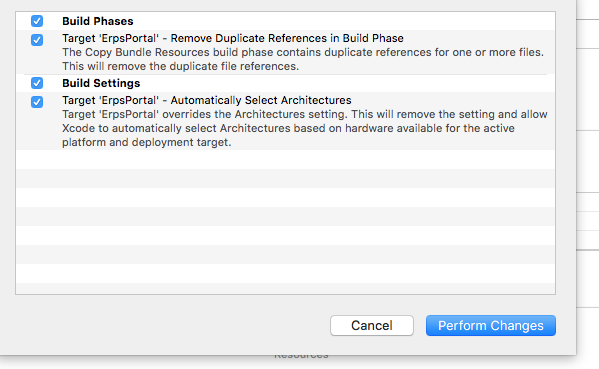 Build Phases
Target 'ErpsPortal' - Remove Duplicate References in Build Phase
The Copy Bundle Resources build phase contains duplicate references for one or more files.
This will remove the duplicate file references.
Build Settings
Target 'ErpsPortal' - Automatically Select Architectures
Target 'ErpsPortal' overrides the Architectures setting. This will remove the setting and allow
Xcode to automatically select Architectures based on hardware available for the active
platform and deployment target.
Cancel
Perform Changes
Resources